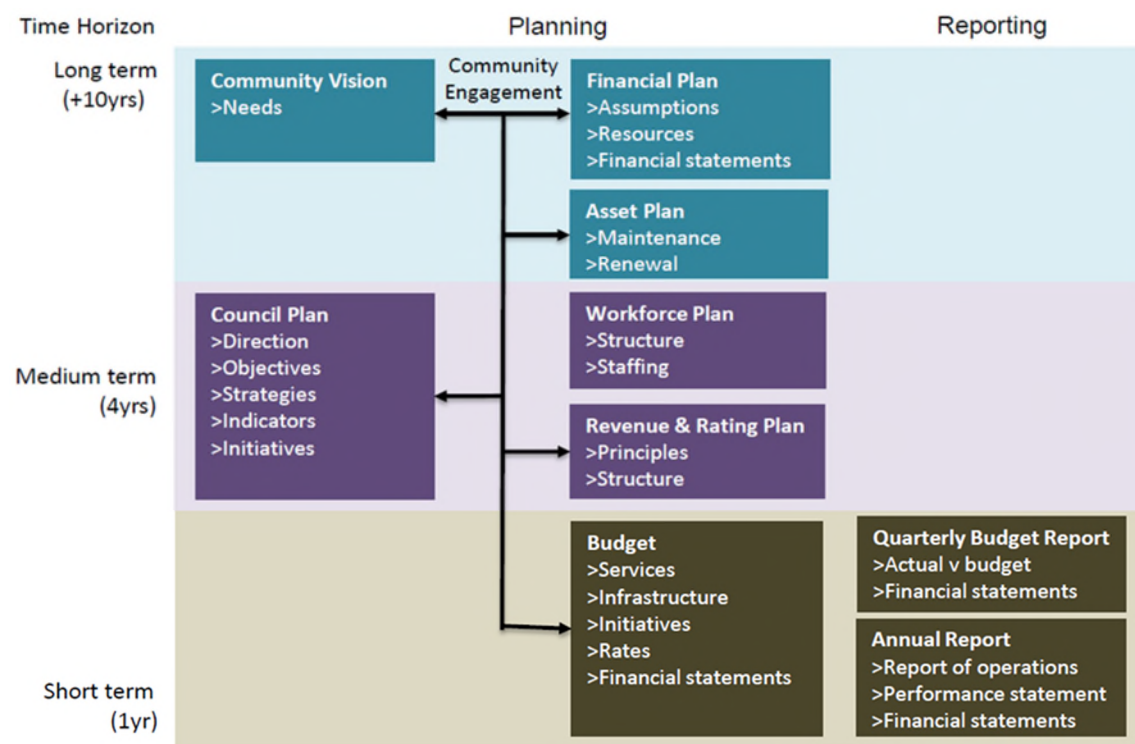 Time Horizon
Planning
Reporting
Long term
(+10yrs)
Community Vision
>Needs
Community
Engagement
Financial Plan
>Assumptions
>Resources
>Financial statements
Asset Plan
>Maintenance
>Renewal
Medium term
(4yrs)
Council Plan
>Direction
>Objectives
>Strategies
>Indicators
>Initiatives
Workforce Plan
>Structure
>Staffing
Revenue & Rating Plan
>Principles
>Structure
Short term
(1yr)
Budget
>Services
>Infrastructure
>Initiatives
>Rates
>Financial statements
Quarterly Budget Report
>Actual v budget
>Financial statements
Annual Report
>Report of operations
>Performance statement
>Financial statements